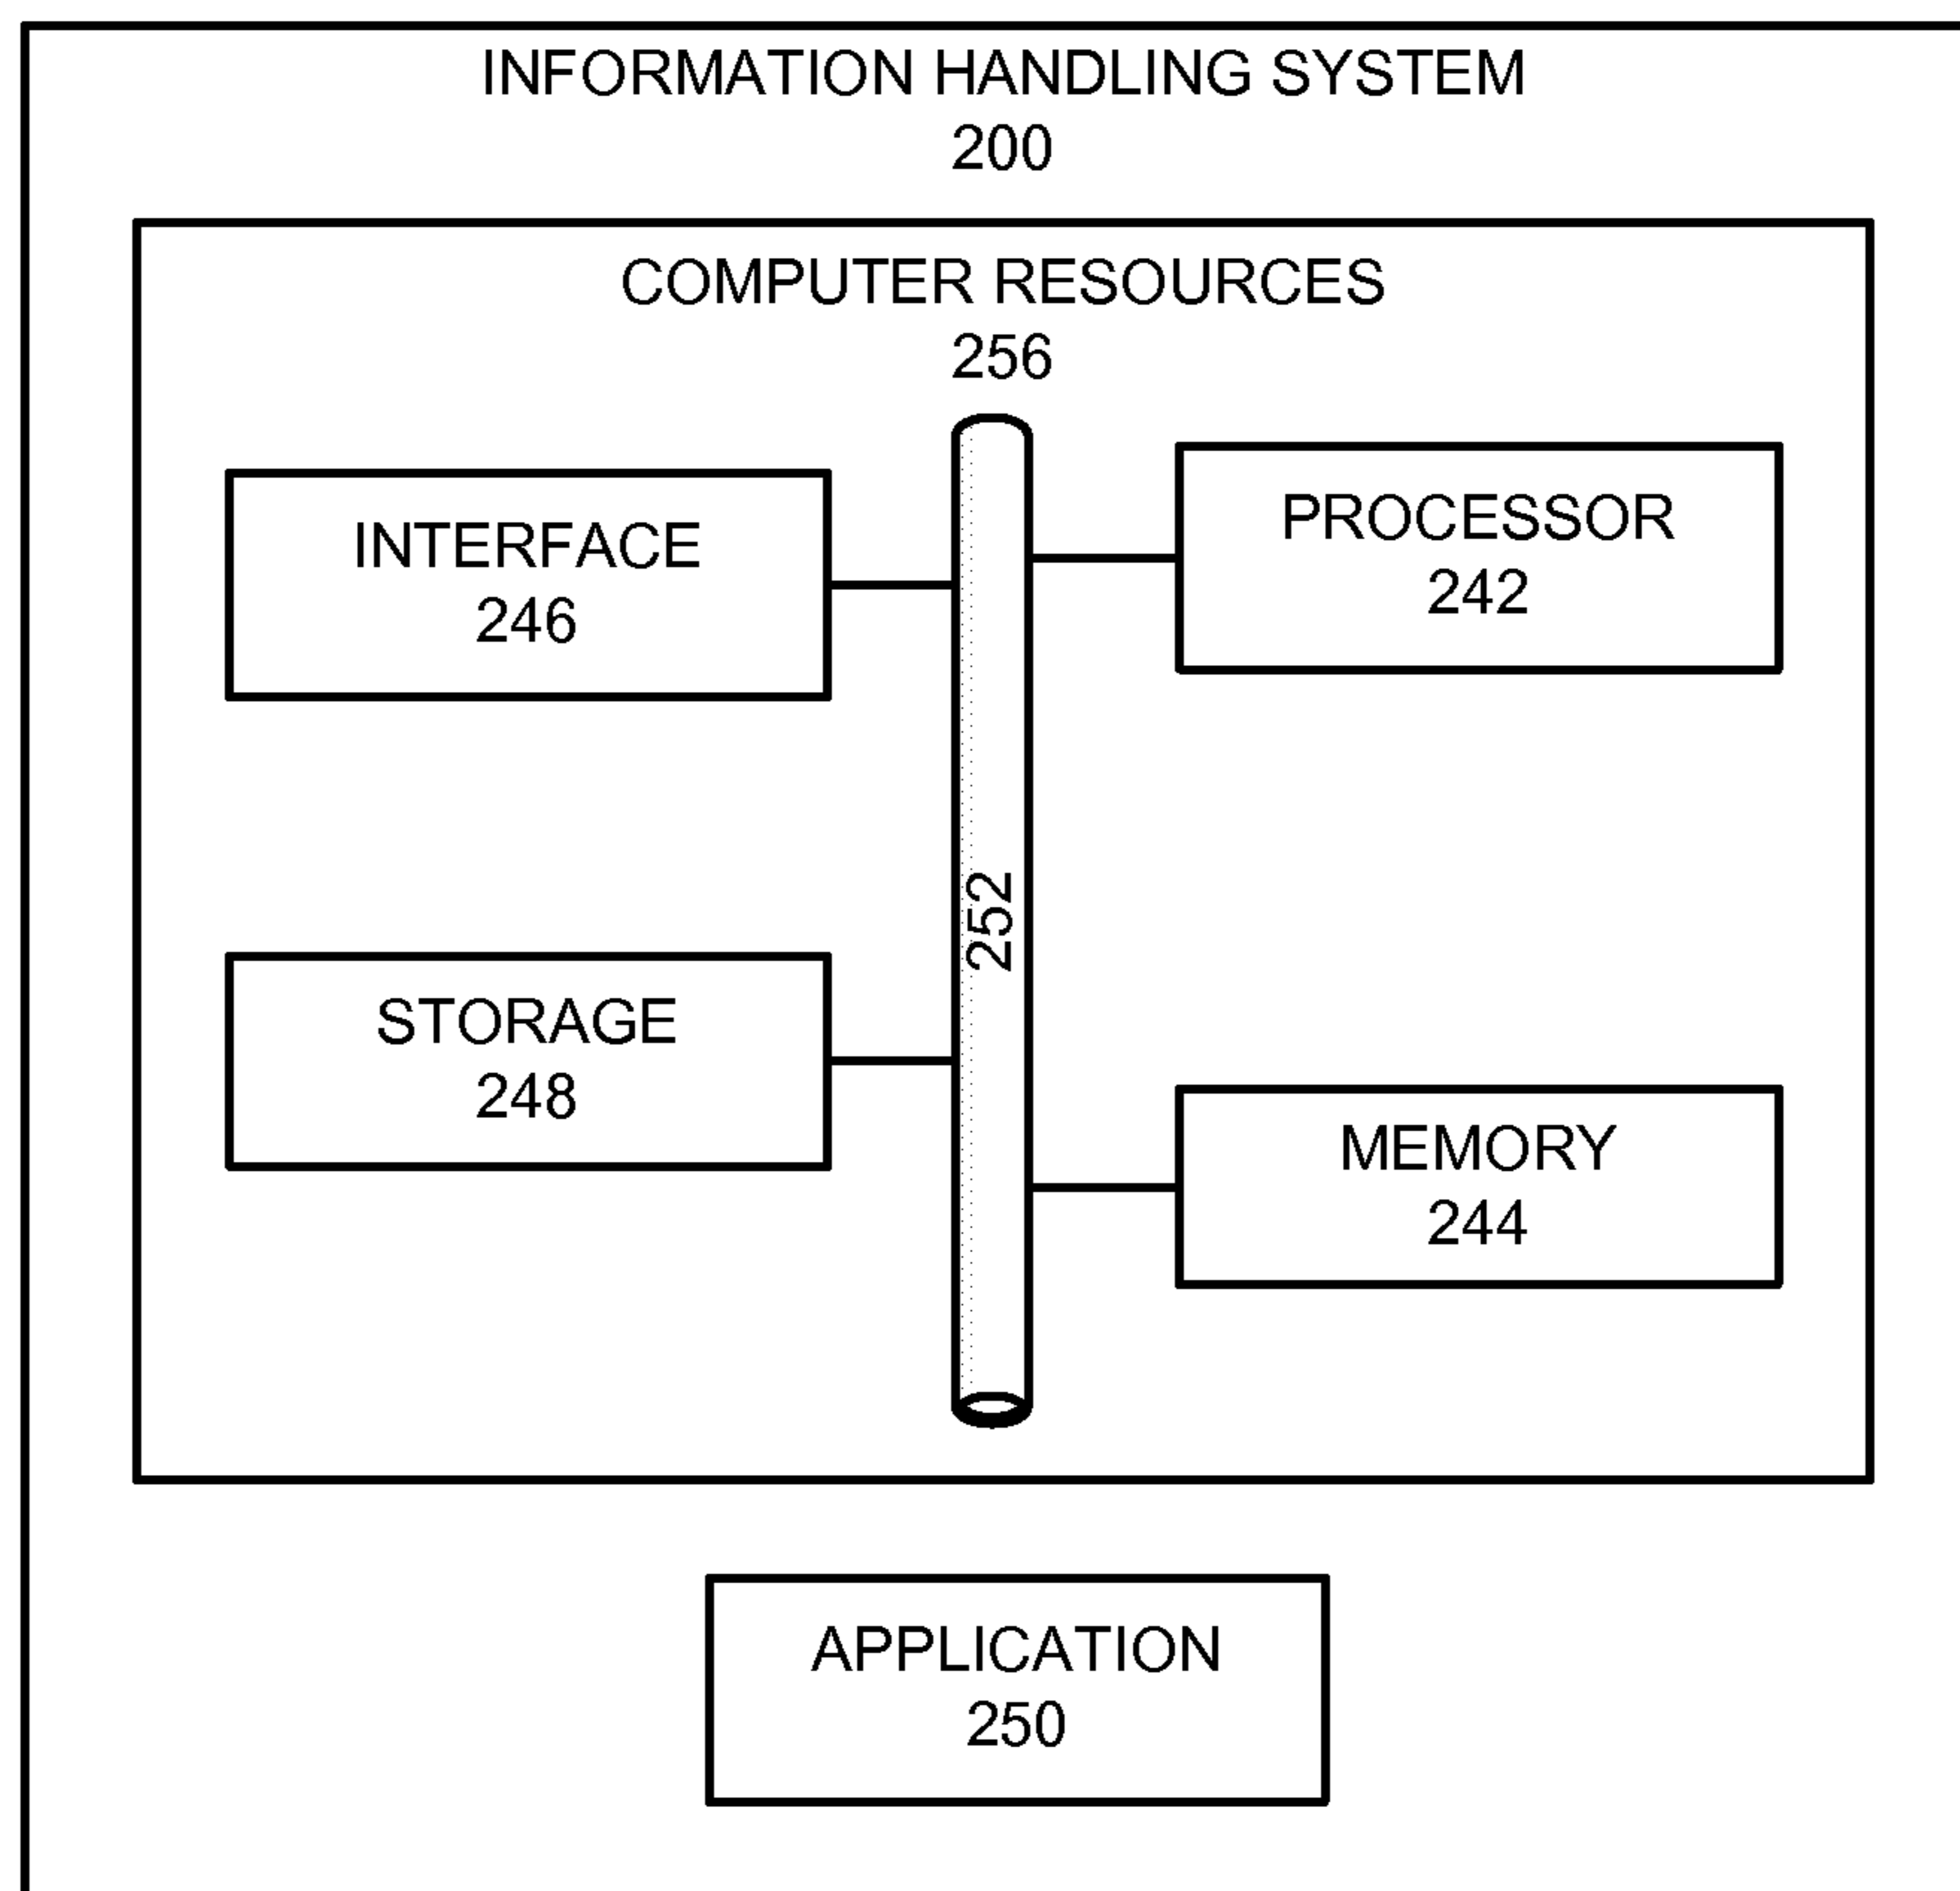 INFORMATION HANDLING SYSTEM
200
COMPUTER RESOURCES
256
INTERFACE
246
PROCESSOR
242
252
STORAGE
248
MEMORY
244
APPLICATION
250